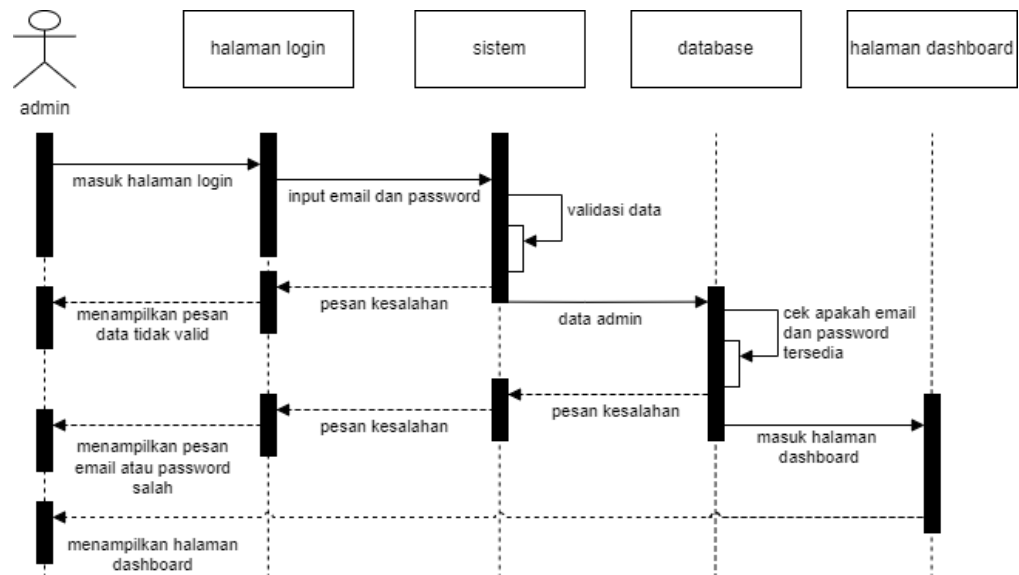 halaman login
sistem
database
halaman dashboard
admin
masuk halaman login
input email dan password
validasi data
pesan kesalahan
menampilkan pesan
data tidak valid
data admin
cek apakah email
dan password
tersedia
pesan kesalahan
pesan kesalahan
menampilkan pesan
email atau password
salah
masuk halaman
dashboard
menampilkan halaman
dashboard